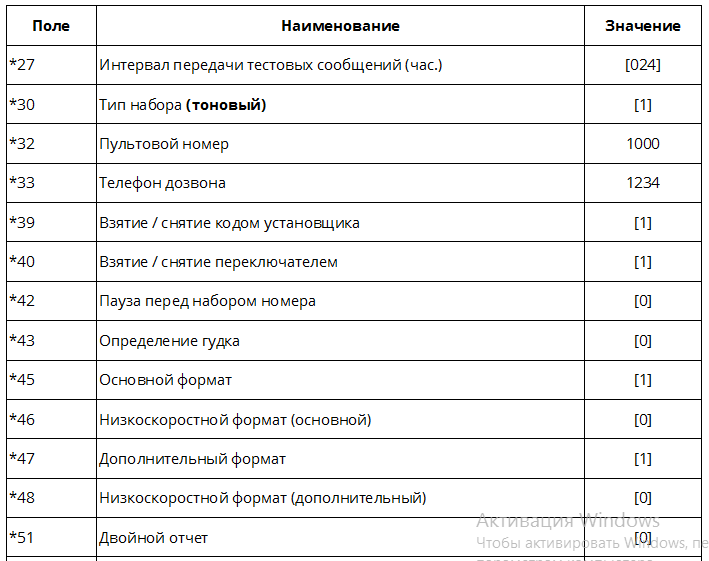 Поле Наименование Значение
*27 Интервал передачи тестовых сообщений (час.) [024]
*30 Тип набора (тоновый) [1]
*32 Пультовой номер 1000
*33 Телефон дозвона 1234
*39 Взятие / снятие кодом установщика [1]
*40 Взятие / снятие переключателем [1]
*42 Пауза перед набором номера [0]
*43 Определение гудка [0]
*45 Основной формат [1]
*46 Низкоскоростной формат (основной) [0]
*47 Дополнительный формат [1]
*48 Низкоскоростной формат (дополнительный) [0]
Активация Windows
*51 Двойной отчет [0]
Чтобы активировать Windows, пе